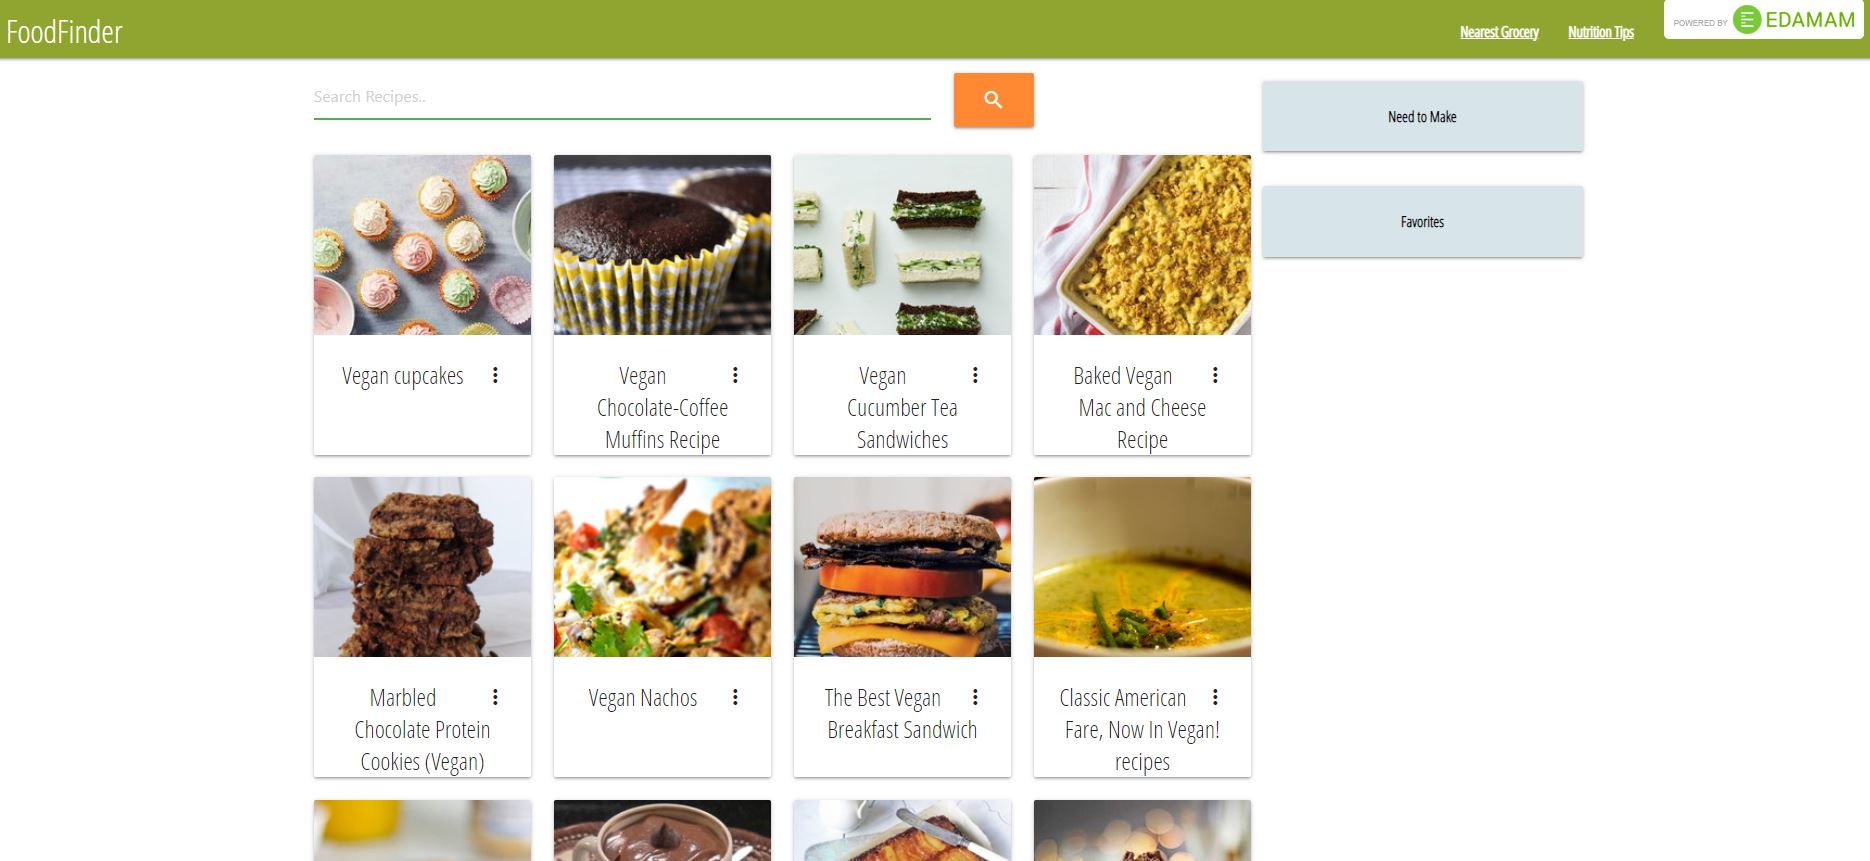 FoodFinder
Nearest Grocery
Nutrition Tips
POWERED BY EDAMAM
Search Recipes..
Need to Make
Favorites
Vegan cupcakes
Vegan
Chocolate-Coffee
Muffins Recipe
Vegan
Cucumber Tea
Sandwiches
Baked Vegan
Mac and Cheese
Recipe
Marbled
Chocolate Protein
Cookies (Vegan)
Vegan Nachos
The Best Vegan
Breakfast Sandwich
Classic American
Fare, Now In Vegan!
recipes